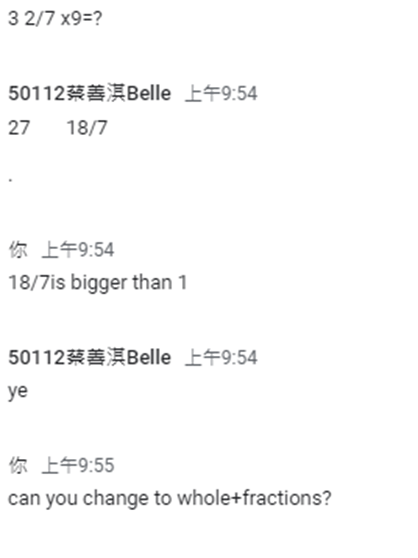 3 2/7 x9=?
50112蔡善淇Belle 上午9:54
27 18/7
.
你 上午9:54
18/7is bigger than 1
50112蔡善淇Belle 上午9:54
ye
你 上午9:55
can you change to whole+fractions?